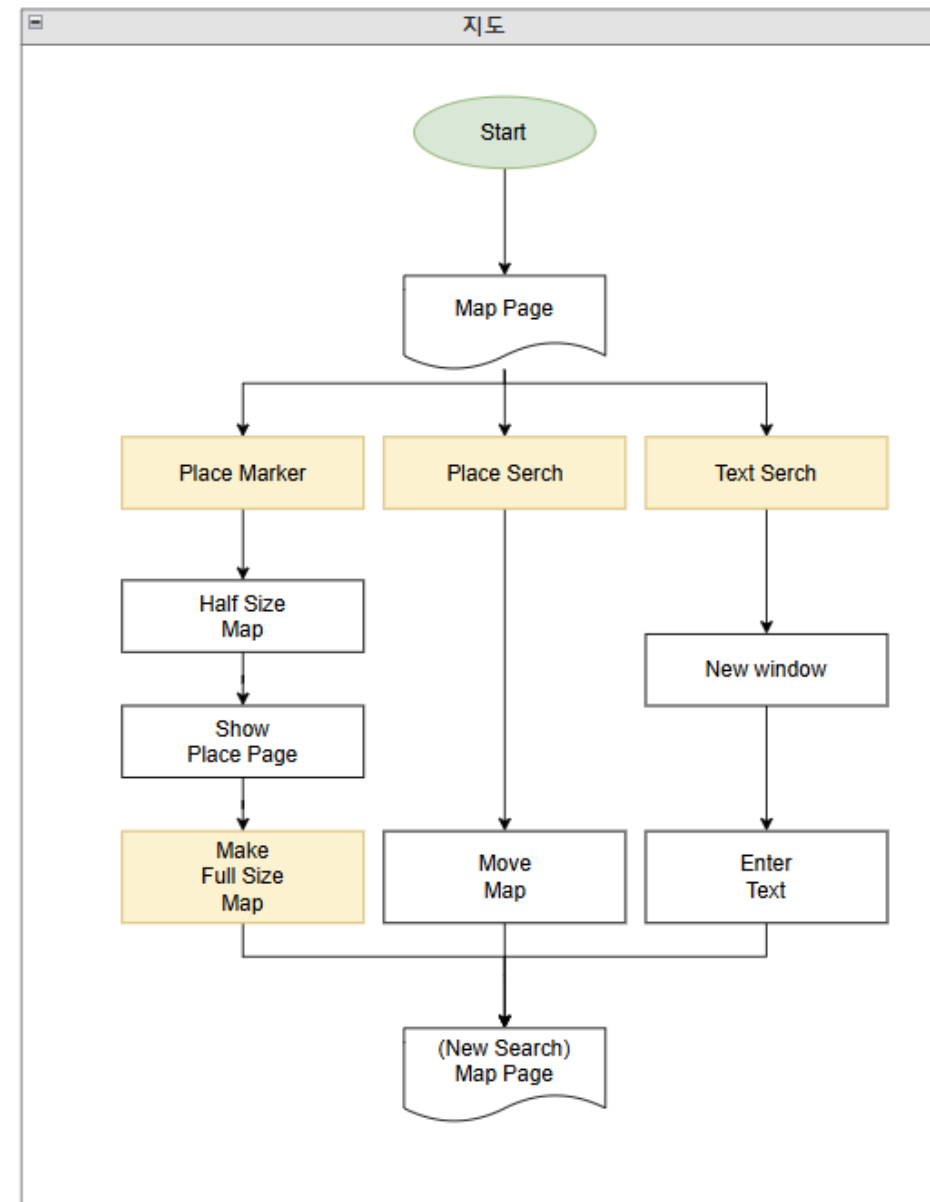 지도
Start
Map Page
Place Marker
Place Serch
Text Serch
Half Size
Map
New window
Show
Place Page
Make
Full Size
Map
Move
Map
Enter
Text
(New Search)
Map Page